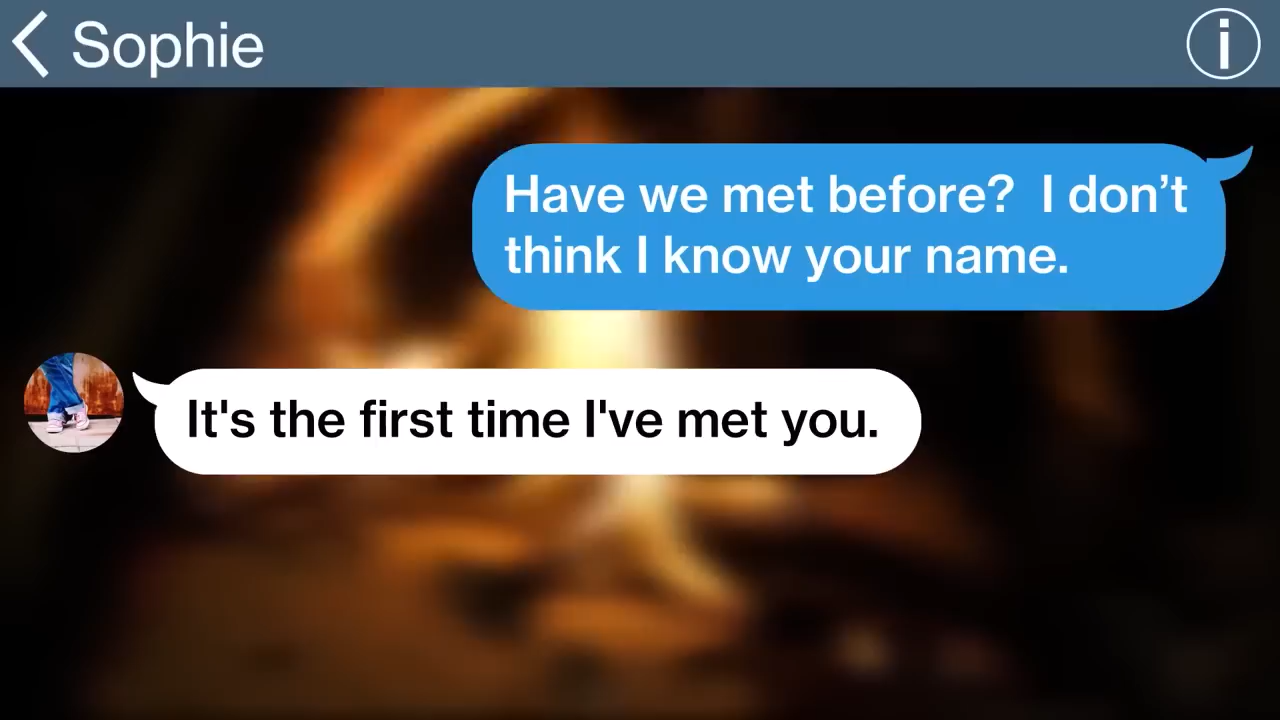 Sophie
Have we met before?  I don’t
think I know your name.
It's the first time I've met you.